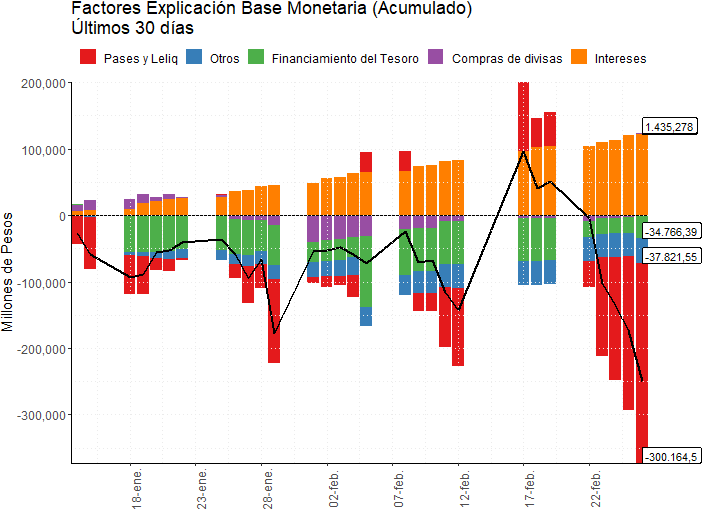 Factores Explicación Base Monetaria (Acumulado)
Últimos 30 días
Pases y Leliq
Otros
Financiamiento del Tesoro
Compras de divisas
Intereses
Millones de Pesos
200,000
100,000
0
-100,000
-200,000
-300,000
1.435,278
-34.766,39
-37.821,55
-300.164,5
18-ene.
23-ene.
28-ene.
02-feb.
07-feb.
12-feb.
17-feb.
22-feb.